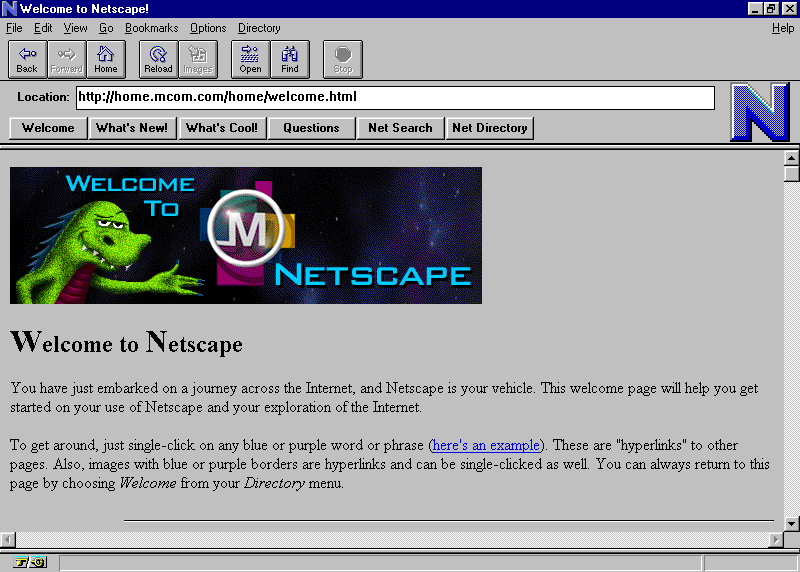 Welcome to Netscape!
File Edit View Go Bookmarks Options Directory Help
Back Forward Home Reload Images Open Find Stop
Location: http://home.mcom.com/home/welcome.html
Welcome What's New! What's Cool! Questions Net Search Net Directory
N
WELCOME
TO
M
NETSCAPE
Welcome to Netscape
You have just embarked on a journey across the Internet, and Netscape is your vehicle. This welcome page will help you get
started on your use of Netscape and your exploration of the Internet.
To get around, just single-click on any blue or purple word or phrase (here's an example). These are "hyperlinks" to other
pages. Also, images with blue or purple borders are hyperlinks and can be single-clicked as well. You can always return to this
page by choosing Welcome from your Directory menu.